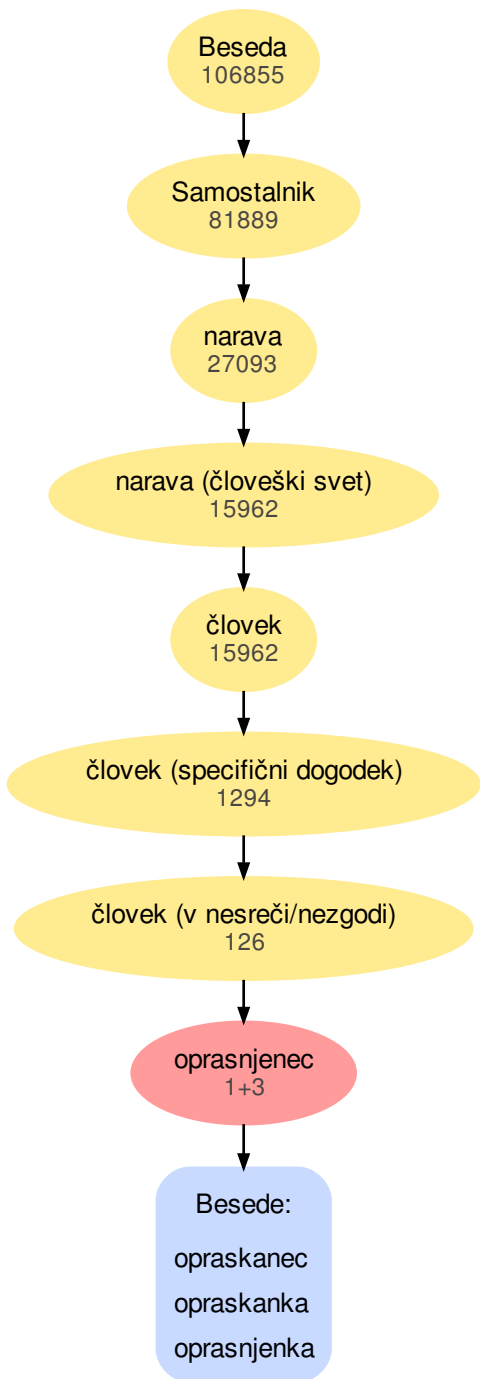 Beseda
106855
Samostalnik
81889
narava
27093
narava (človeški svet)
15962
človek
15962
človek (specifični dogodek)
1294
človek (v nesreči/nezgodi)
126
oprasnjenec
1+3
Besede:
opraskanec
opraskanka
oprasnjenka